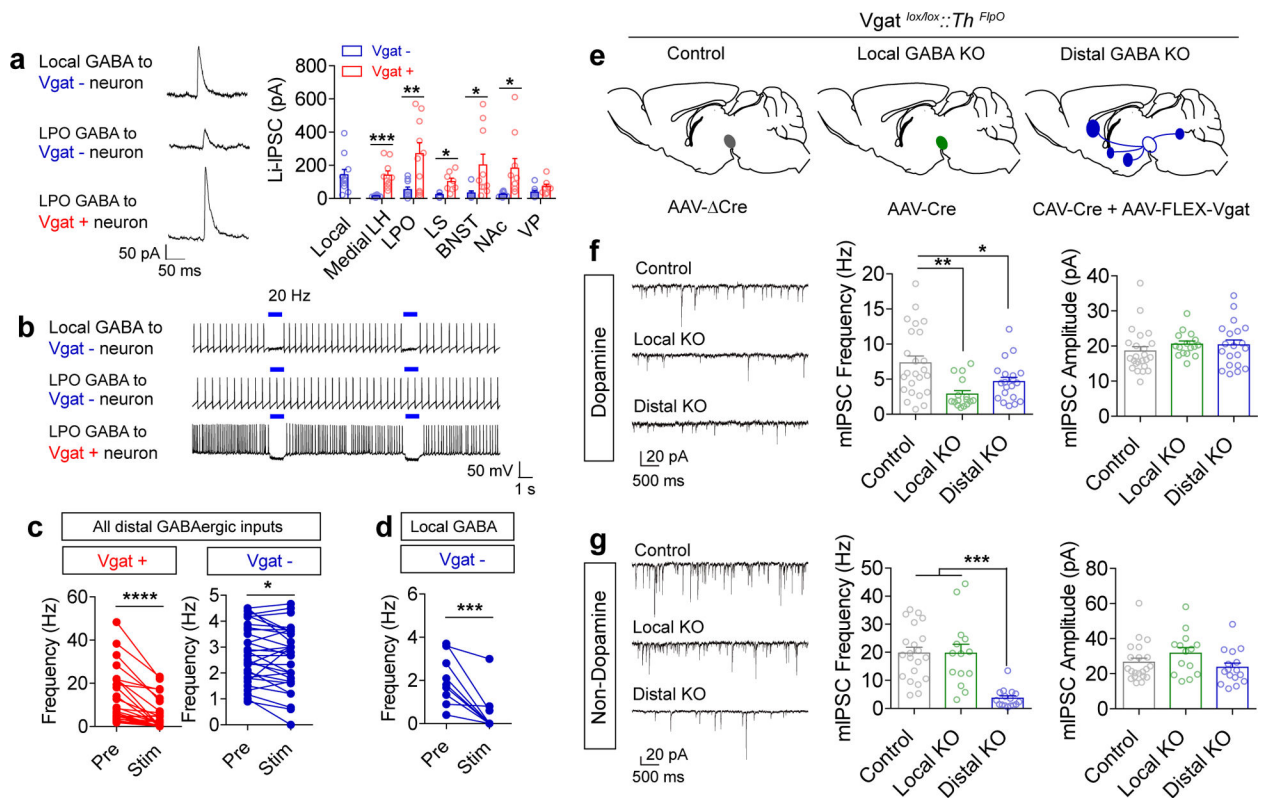 a
Local GABA to
Vgat - neuron
LPO GABA to
Vgat - neuron
LPO GABA to
Vgat + neuron
50 pA
50 ms
Vgat -
Vgat +
Li-IPSC (pA)
800
600
400
200
0
***
**
*
*
*
Local
Medial LH
LPO
LS
BNST
NAc
VP
b
20 Hz
Local GABA to
Vgat - neuron
LPO GABA to
Vgat - neuron
LPO GABA to
Vgat + neuron
50 mV
1 s
c
All distal GABAergic inputs
Vgat +
Frequency (Hz)
60
40
20
0
****
Pre
Stim
Vgat -
Frequency (Hz)
5
4
3
2
1
0
*
Pre
Stim
d
Local GABA
Vgat -
Frequency (Hz)
6
4
2
0
***
Pre
Stim
Vgat lox/lox::Th FlpO
e
Control
Local GABA KO
Distal GABA KO
AAV-ΔCre
AAV-Cre
CAV-Cre + AAV-FLEX-Vgat
f
Dopamine
Control
Local KO
Distal KO
20 pA
500 ms
mIPSC Frequency (Hz)
20
15
10
5
0
*
**
Control
Local KO
Distal KO
mIPSC Amplitude (pA)
40
30
20
10
0
Control
Local KO
Distal KO
g
Non-Dopamine
Control
Local KO
Distal KO
20 pA
500 ms
mIPSC Frequency (Hz)
50
40
30
20
10
0
***
Control
Local KO
Distal KO
mIPSC Amplitude (pA)
80
60
40
20
0
Control
Local KO
Distal KO